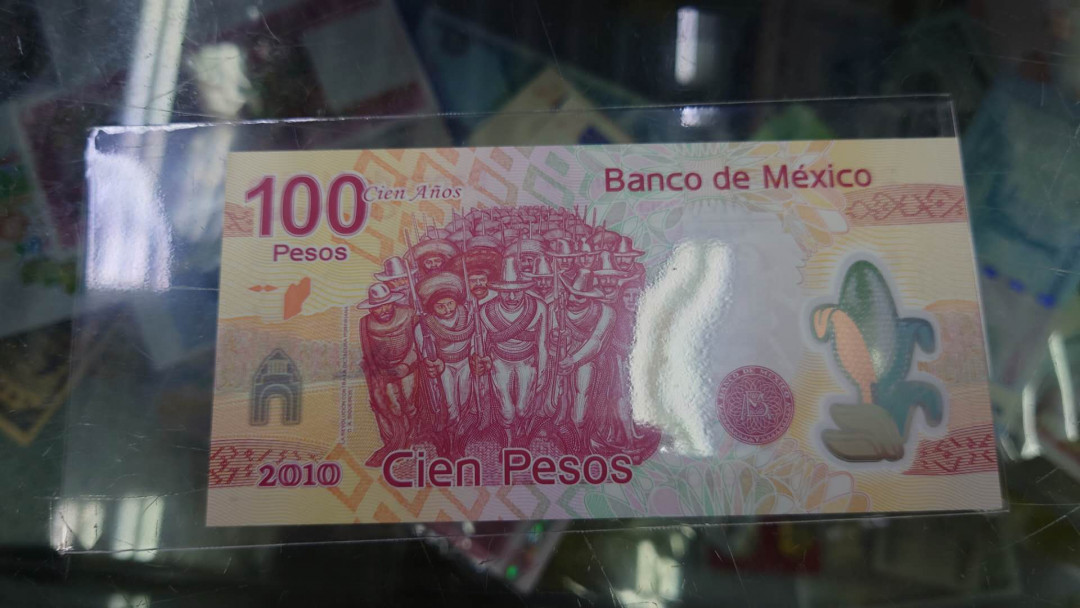 100 Cien Años
Pesos
Banco de México
2010
Cien Pesos